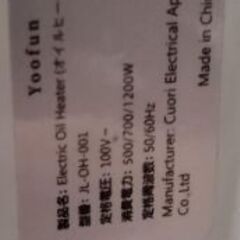 Yoofun
製品名: Electric Oil Heater (オイルヒー
型番: JL-OH-001
定格電圧: 100V~
消費電力: 500/700/1200W
定格周波数: 50/60Hz
Manufacturer: Cuori Electrical Ap
Co.,Ltd
Made in Chin